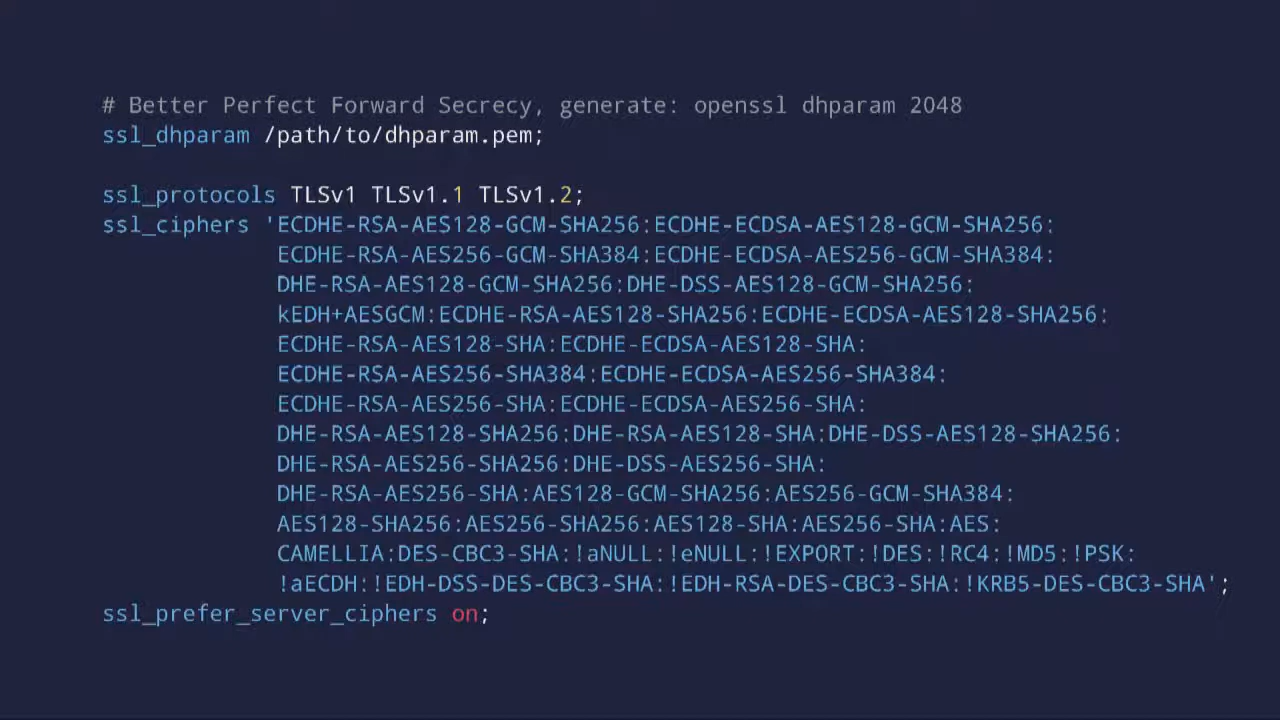 # Better Perfect Forward Secrecy, generate: openssl dhparam 2048
ssl_dhparam /path/to/dhparam.pem;
ssl_protocols TLSv1 TLSv1.1 TLSv1.2;
ssl_ciphers 'ECDHE-RSA-AES128-GCM-SHA256:ECDHE-ECDSA-AES128-GCM-SHA256:
ECDHE-RSA-AES256-GCM-SHA384:ECDHE-ECDSA-AES256-GCM-SHA384:
DHE-RSA-AES128-GCM-SHA256:DHE-DSS-AES128-GCM-SHA256:
kEDH+AESGCM:ECDHE-RSA-AES128-SHA256:ECDHE-ECDSA-AES128-SHA256:
ECDHE-RSA-AES128-SHA:ECDHE-ECDSA-AES128-SHA:
ECDHE-RSA-AES256-SHA384:ECDHE-ECDSA-AES256-SHA384:
ECDHE-RSA-AES256-SHA:ECDHE-ECDSA-AES256-SHA:
DHE-RSA-AES128-SHA256:DHE-RSA-AES128-SHA:DHE-DSS-AES128-SHA256:
DHE-RSA-AES256-SHA256:DHE-DSS-AES256-SHA:
DHE-RSA-AES256-SHA:AES128-GCM-SHA256:AES256-GCM-SHA384:
AES128-SHA256:AES256-SHA256:AES128-SHA:AES256-SHA:AES:
CAMELLIA:DES-CBC3-SHA:!aNULL:!eNULL:!EXPORT:!DES:!RC4:!MD5:!PSK:
!aECDH:!EDH-DSS-DES-CBC3-SHA:!EDH-RSA-DES-CBC3-SHA:!KRB5-DES-CBC3-SHA';
ssl_prefer_server_ciphers on;